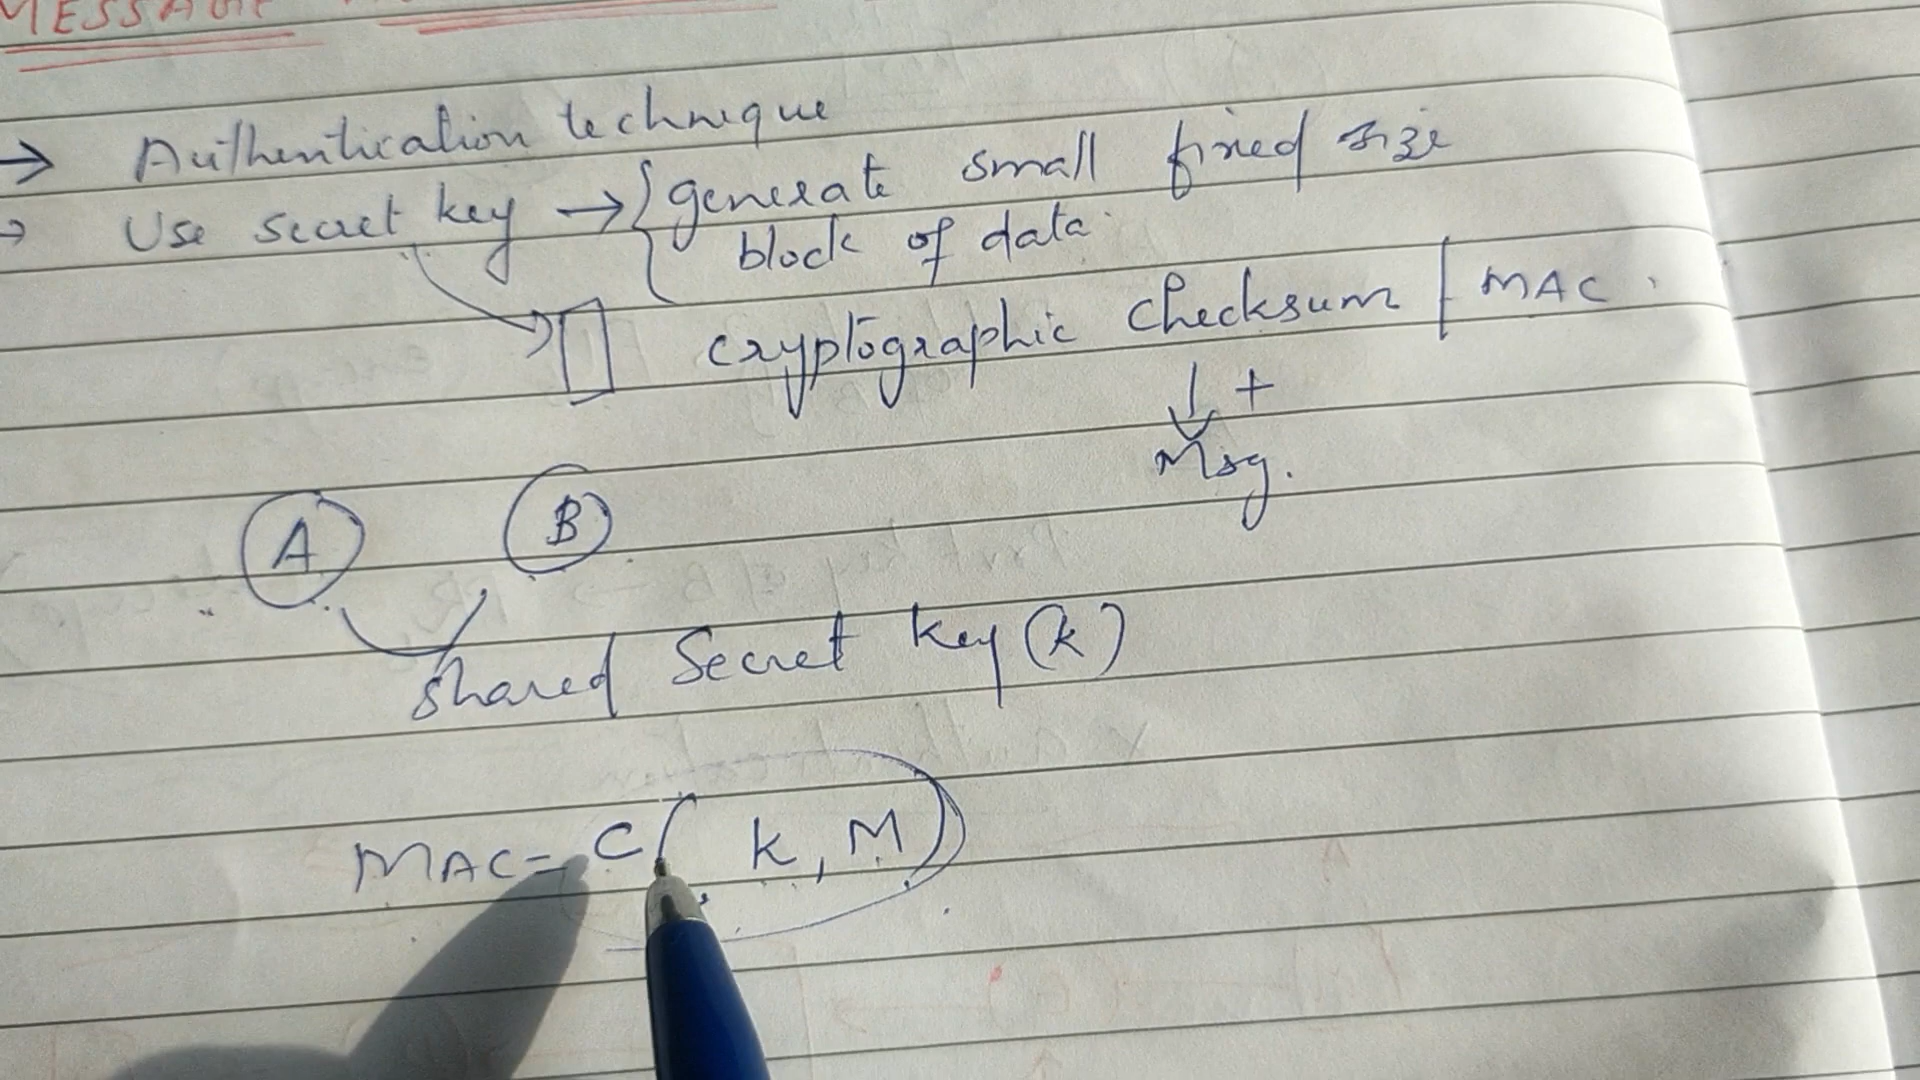 MESSAGE
→ Authentication technique
→ Use secret key → { generate small fixed size
block of data.
cryptographic checksum / MAC.
↓ +
Msg.
A B
Shared Secret key (k)
MAC = C ( k, M )